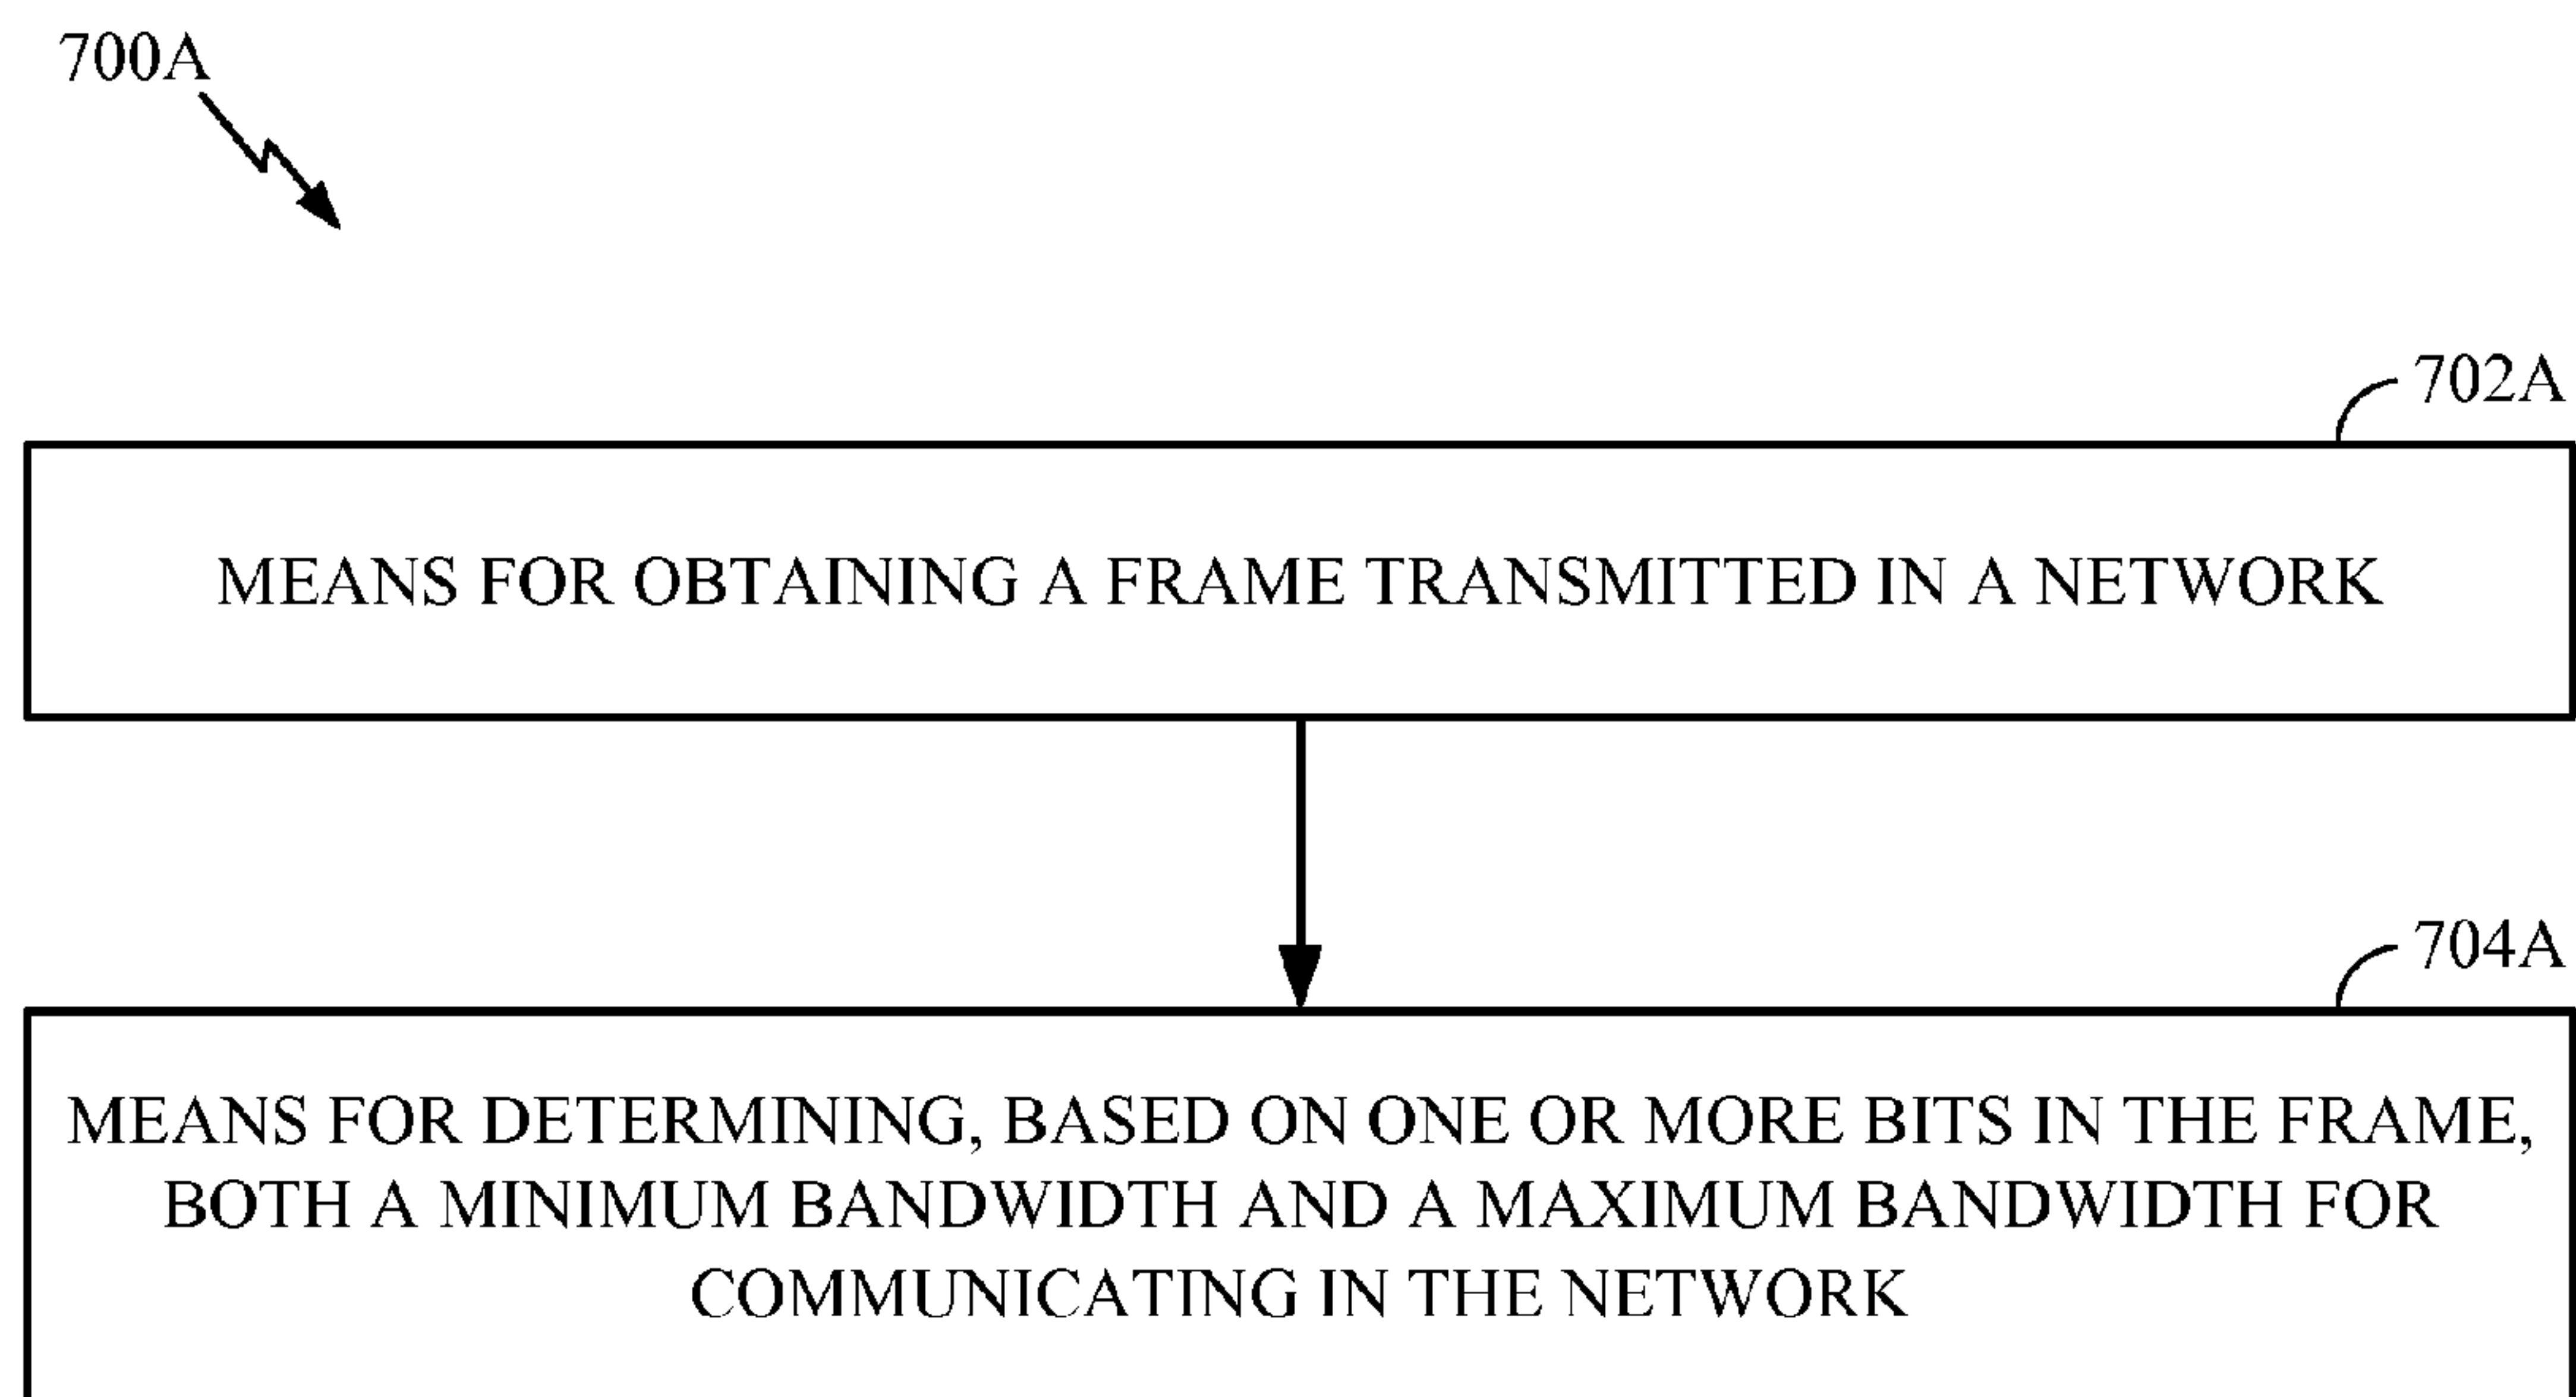 700A
702A
MEANS FOR OBTAINING A FRAME TRANSMITTED IN A NETWORK
704A
MEANS FOR DETERMINING, BASED ON ONE OR MORE BITS IN THE FRAME,
BOTH A MINIMUM BANDWIDTH AND A MAXIMUM BANDWIDTH FOR
COMMUNICATING IN THE NETWORK